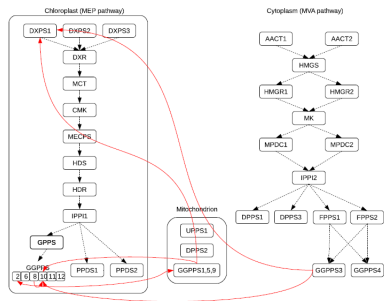 Chloroplast (MEP pathway)
DXPS1 DXPS2 DXPS3
DXR
MCT
CMK
MECPS
HDS
HDR
IPPI1
GPPS
GGPPS
2 6 8 10 11 12
PPDS1 PPDS2
Mitochondrion
UPPS1
DPPS2
GGPPS1,5,9
Cytoplasm (MVA pathway)
AACT1 AACT2
HMGS
HMGR1 HMGR2
MK
MPDC1 MPDC2
IPPI2
DPPS1 DPPS3 FPPS1 FPPS2
GGPPS3 GGPPS4